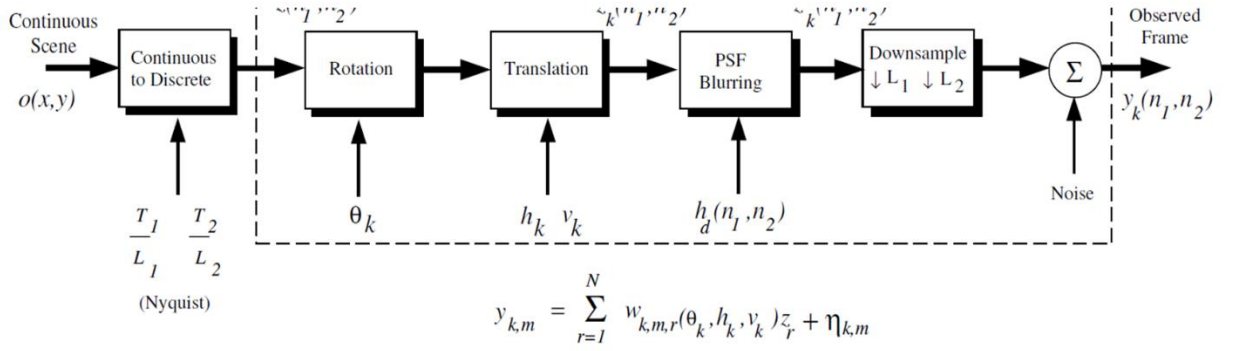 Continuous
Scene
o(x,y)
Continuous
to Discrete
T1 T2
L1 L2
(Nyquist)
Rotation
θk
Translation
hk vk
PSF
Blurring
hd(n1,n2)
Downsample
↓L1 ↓L2
Σ
Noise
Observed
Frame
yk(n1,n2)
yk,m = Σ r=1 N wk,m,r(θk,hk,vk)zr + ηk,m